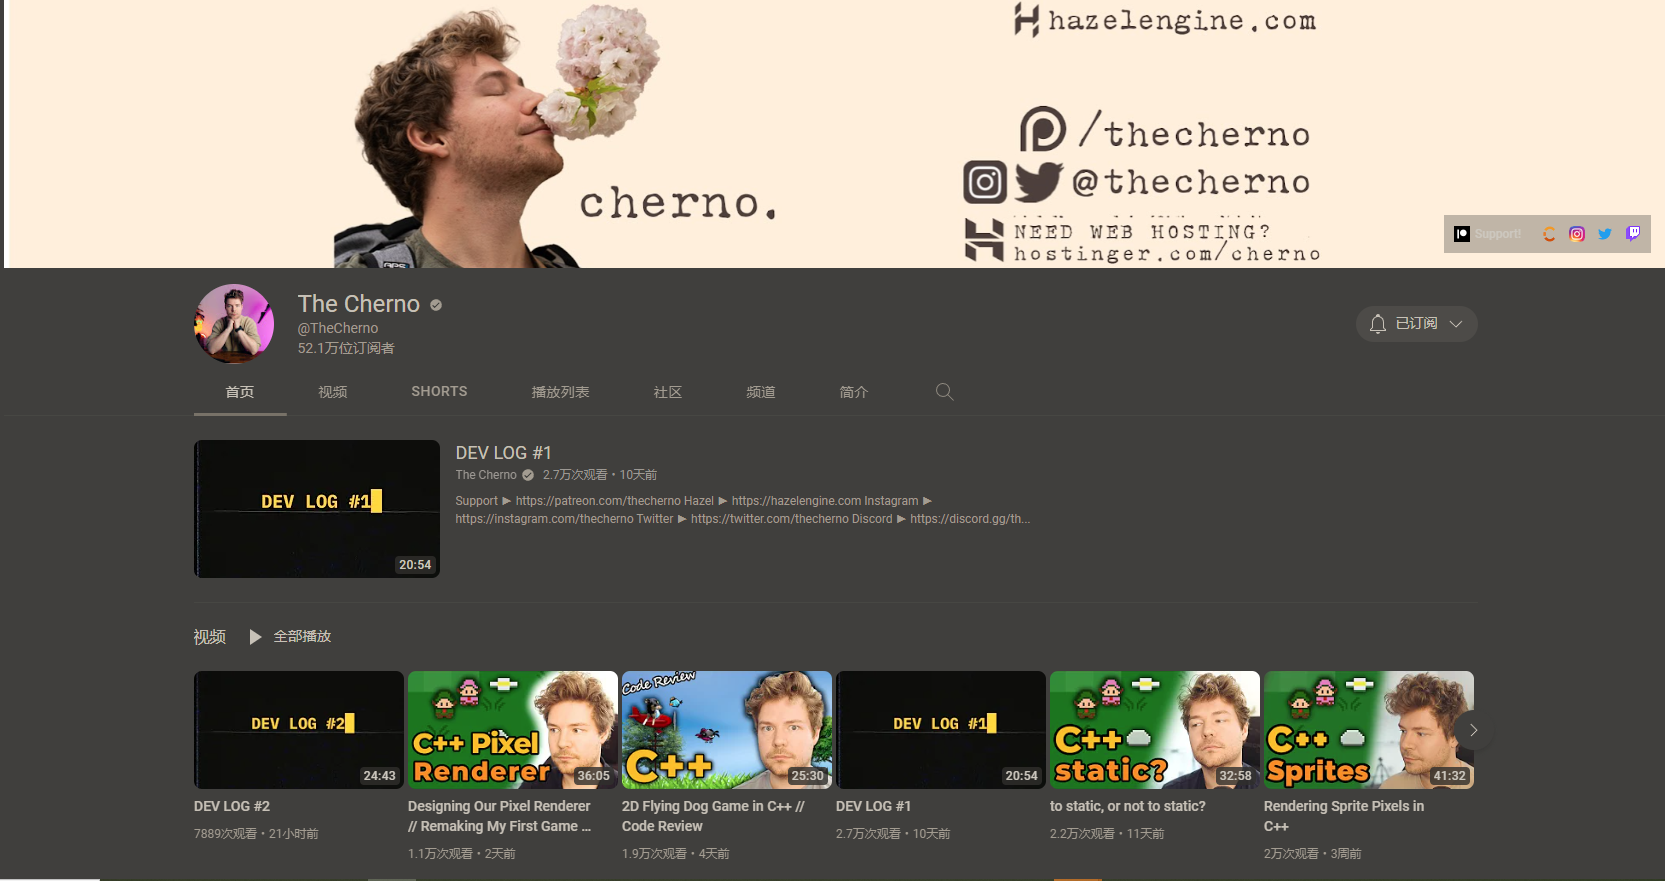 hazelengine.com
/thecherno
@thecherno
cherno.
NEED WEB HOSTING?
hostinger.com/cherno
Support!
The Cherno
@TheCherno
52.1万位订阅者
已订阅
首页 视频 SHORTS 播放列表 社区 频道 简介
DEV LOG #1
20:54
DEV LOG #1
The Cherno 2.7万次观看・10天前
Support ► https://patreon.com/thecherno Hazel ► https://hazelengine.com Instagram ►
https://instagram.com/thecherno Twitter ► https://twitter.com/thecherno Discord ► https://discord.gg/th...
视频 全部播放
DEV LOG #2
24:43
DEV LOG #2
7889次观看・21小时前
C++ Pixel
Renderer
36:05
Designing Our Pixel Renderer
// Remaking My First Game ...
1.1万次观看・2天前
Code Review
C++
25:30
2D Flying Dog Game in C++ //
Code Review
1.9万次观看・4天前
DEV LOG #1
20:54
DEV LOG #1
2.7万次观看・10天前
C++
static?
32:58
to static, or not to static?
2.2万次观看・11天前
C++
Sprites
41:32
Rendering Sprite Pixels in
C++
2万次观看・3周前